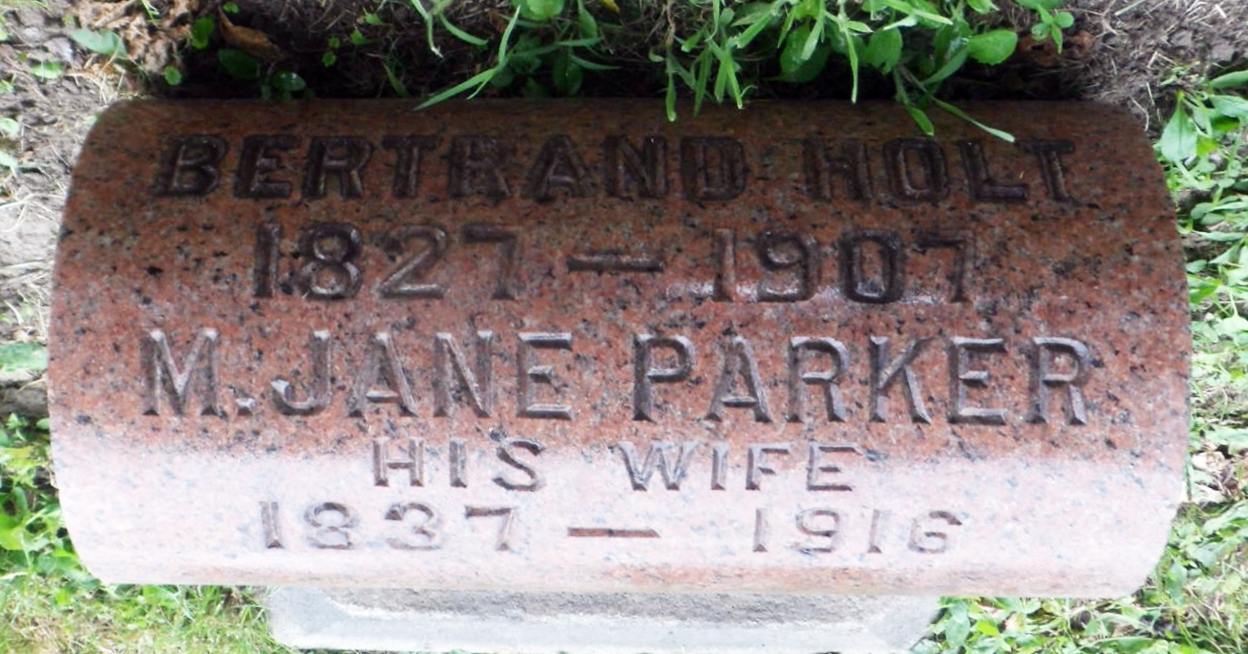 BERTRAND HOLT
1827 — 1907
M. JANE PARKER
HIS WIFE
1837 — 1916